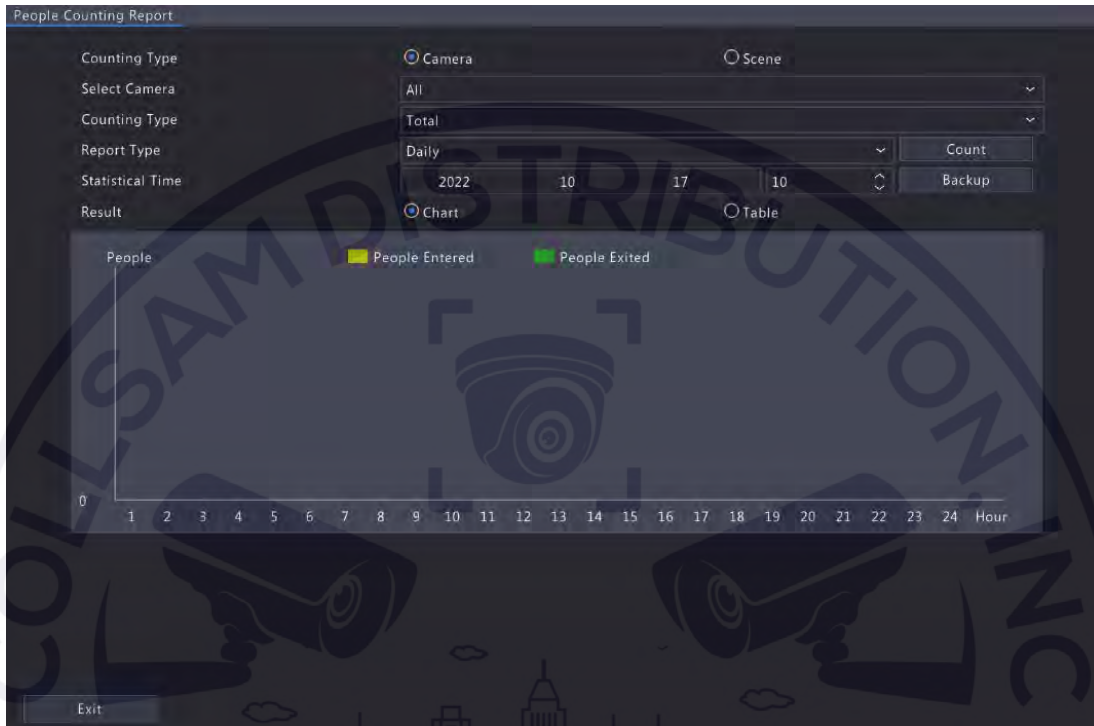 People Counting Report
Counting Type Camera Scene
Select Camera All
Counting Type Total
Report Type Daily Count
Statistical Time 2022 10 17 10 Backup
Result Chart Table
People People Entered People Exited
0
1 2 3 4 5 6 7 8 9 10 11 12 13 14 15 16 17 18 19 20 21 22 23 24 Hour
Exit
COLLSAM DISTRIBUTION, INC